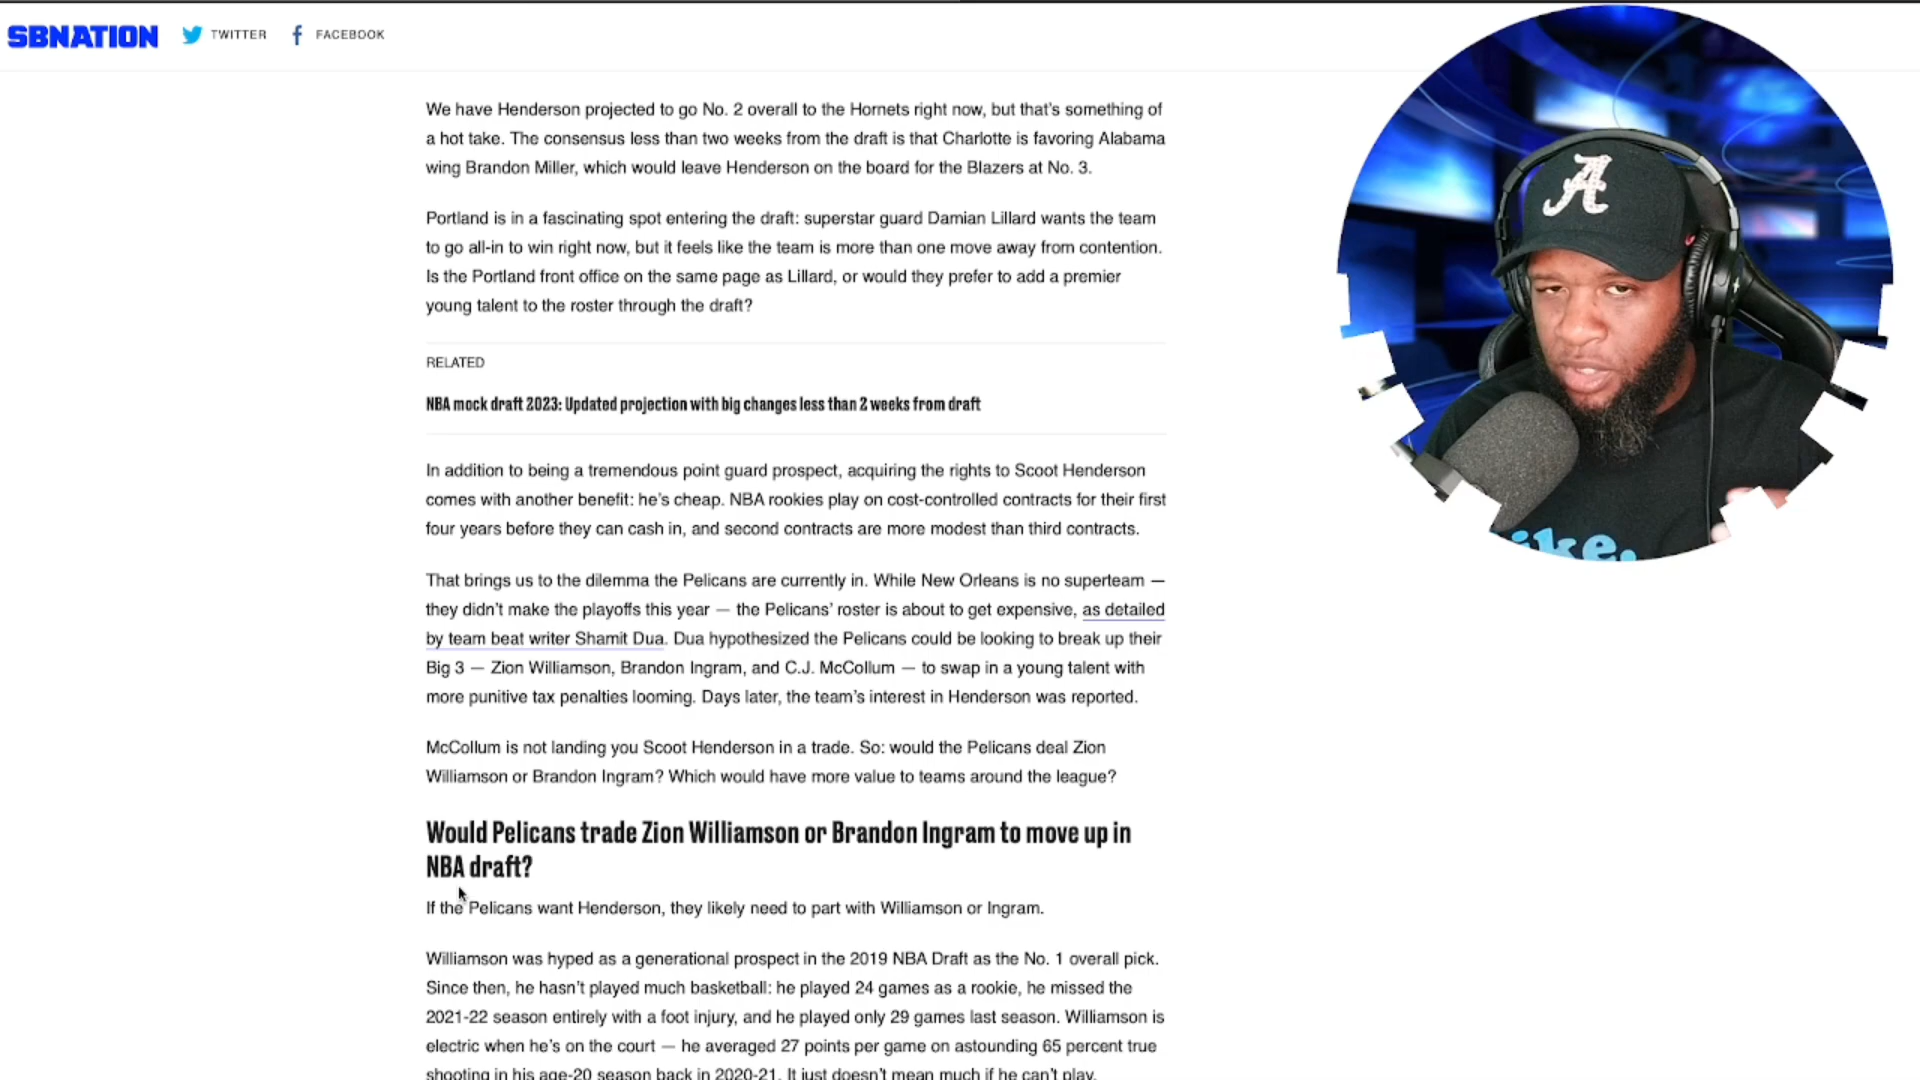 SBNATION TWITTER FACEBOOK
We have Henderson projected to go No. 2 overall to the Hornets right now, but that's something of
a hot take. The consensus less than two weeks from the draft is that Charlotte is favoring Alabama
wing Brandon Miller, which would leave Henderson on the board for the Blazers at No. 3.
Portland is in a fascinating spot entering the draft: superstar guard Damian Lillard wants the team
to go all-in to win right now, but it feels like the team is more than one move away from contention.
Is the Portland front office on the same page as Lillard, or would they prefer to add a premier
young talent to the roster through the draft?
RELATED
NBA mock draft 2023: Updated projection with big changes less than 2 weeks from draft
In addition to being a tremendous point guard prospect, acquiring the rights to Scoot Henderson
comes with another benefit: he's cheap. NBA rookies play on cost-controlled contracts for their first
four years before they can cash in, and second contracts are more modest than third contracts.
That brings us to the dilemma the Pelicans are currently in. While New Orleans is no superteam —
they didn't make the playoffs this year — the Pelicans' roster is about to get expensive, as detailed
by team beat writer Shamit Dua. Dua hypothesized the Pelicans could be looking to break up their
Big 3 — Zion Williamson, Brandon Ingram, and C.J. McCollum — to swap in a young talent with
more punitive tax penalties looming. Days later, the team's interest in Henderson was reported.
McCollum is not landing you Scoot Henderson in a trade. So: would the Pelicans deal Zion
Williamson or Brandon Ingram? Which would have more value to teams around the league?
Would Pelicans trade Zion Williamson or Brandon Ingram to move up in
NBA draft?
If the Pelicans want Henderson, they likely need to part with Williamson or Ingram.
Williamson was hyped as a generational prospect in the 2019 NBA Draft as the No. 1 overall pick.
Since then, he hasn't played much basketball: he played 24 games as a rookie, he missed the
2021-22 season entirely with a foot injury, and he played only 29 games last season. Williamson is
electric when he's on the court — he averaged 27 points per game on astounding 65 percent true
shooting in his age-20 season back in 2020-21. It just doesn't mean much if he can't play.
A
ike.